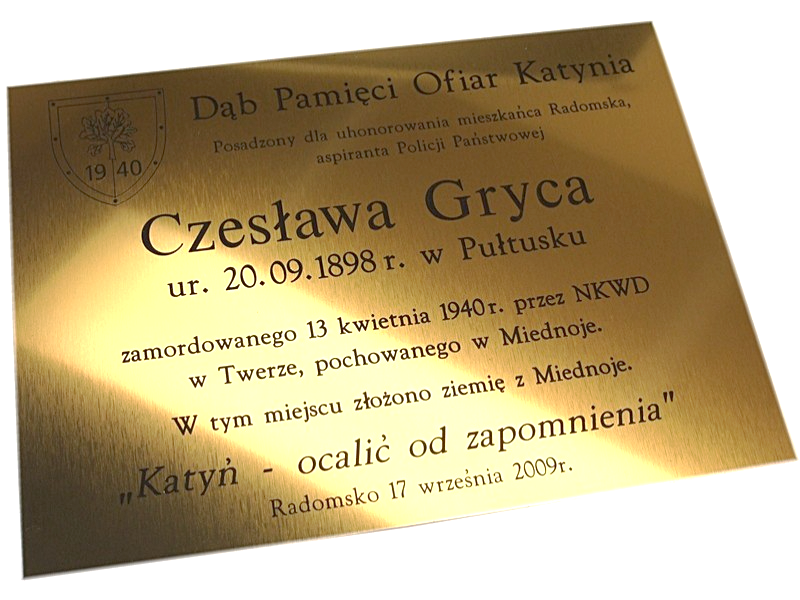 Dąb Pamięci Ofiar Katynia
19 40
Posadzony dla uhonorowania mieszkańca Radomska,
aspiranta Policji Państwowej
Czesława Gryca
ur. 20.09.1898 r. w Pułtusku
zamordowanego 13 kwietnia 1940 r. przez NKWD
w Twerze, pochowanego w Miednoje.
W tym miejscu złożono ziemię z Miednoje.
„Katyń - ocalić od zapomnienia"
Radomsko 17 września 2009r.